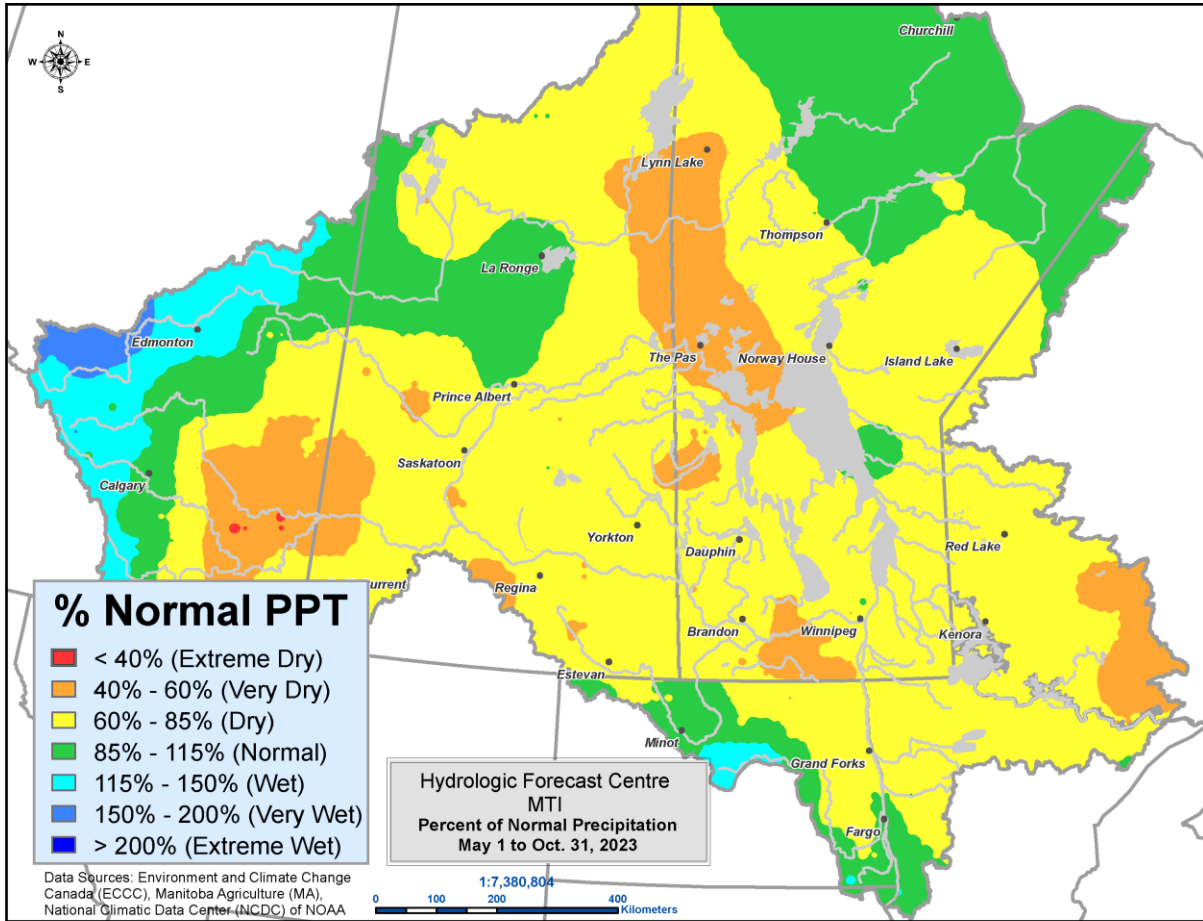 N
W E
S
Churchill
Lynn Lake
Thompson
La Ronge
Edmonton
The Pas
Norway House
Island Lake
Prince Albert
Saskatoon
Calgary
Yorkton
Dauphin
Red Lake
urrent
Regina
Brandon
Winnipeg
Kenora
Estevan
Minot
Grand Forks
Fargo
% Normal PPT
< 40% (Extreme Dry)
40% - 60% (Very Dry)
60% - 85% (Dry)
85% - 115% (Normal)
115% - 150% (Wet)
150% - 200% (Very Wet)
> 200% (Extreme Wet)
Hydrologic Forecast Centre
MTI
Percent of Normal Precipitation
May 1 to Oct. 31, 2023
Data Sources: Environment and Climate Change
Canada (ECCC), Manitoba Agriculture (MA),
National Climatic Data Center (NCDC) of NOAA
1:7,380,804
0 100 200 400
Kilometers